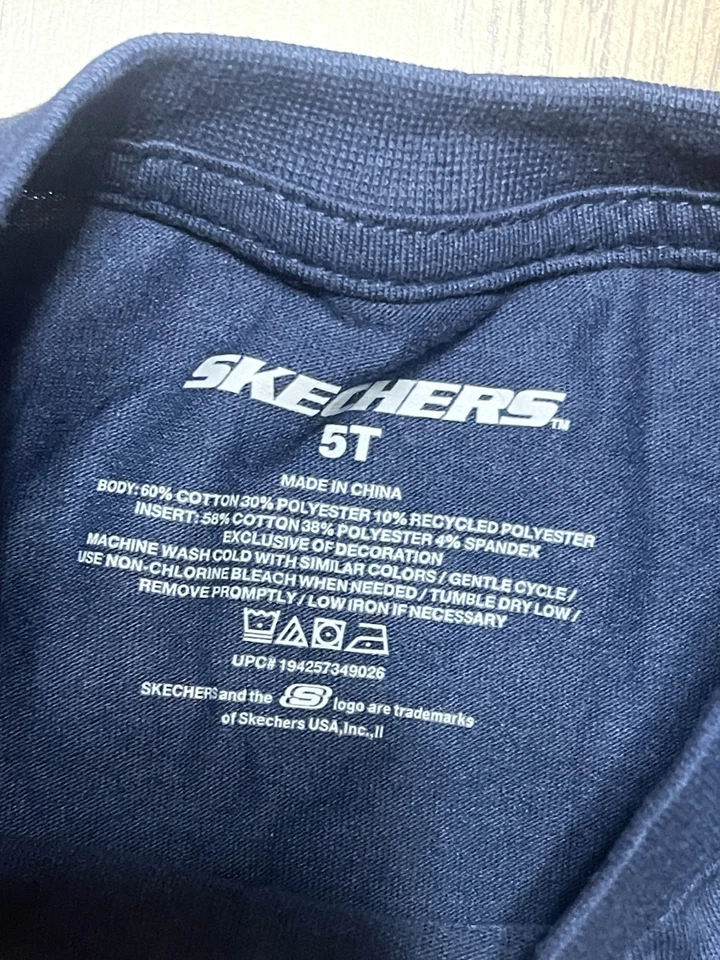 SKECHERS™
5T
MADE IN CHINA
BODY: 60% COTTON 30% POLYESTER 10% RECYCLED POLYESTER
INSERT: 58% COTTON 38% POLYESTER 4% SPANDEX
EXCLUSIVE OF DECORATION
MACHINE WASH COLD WITH SIMILAR COLORS / GENTLE CYCLE /
USE NON-CHLORINE BLEACH WHEN NEEDED / TUMBLE DRY LOW /
REMOVE PROMPTLY / LOW IRON IF NECESSARY
UPC# 194257349026
SKECHERS and the S logo are trademarks
of Skechers USA,Inc.,II